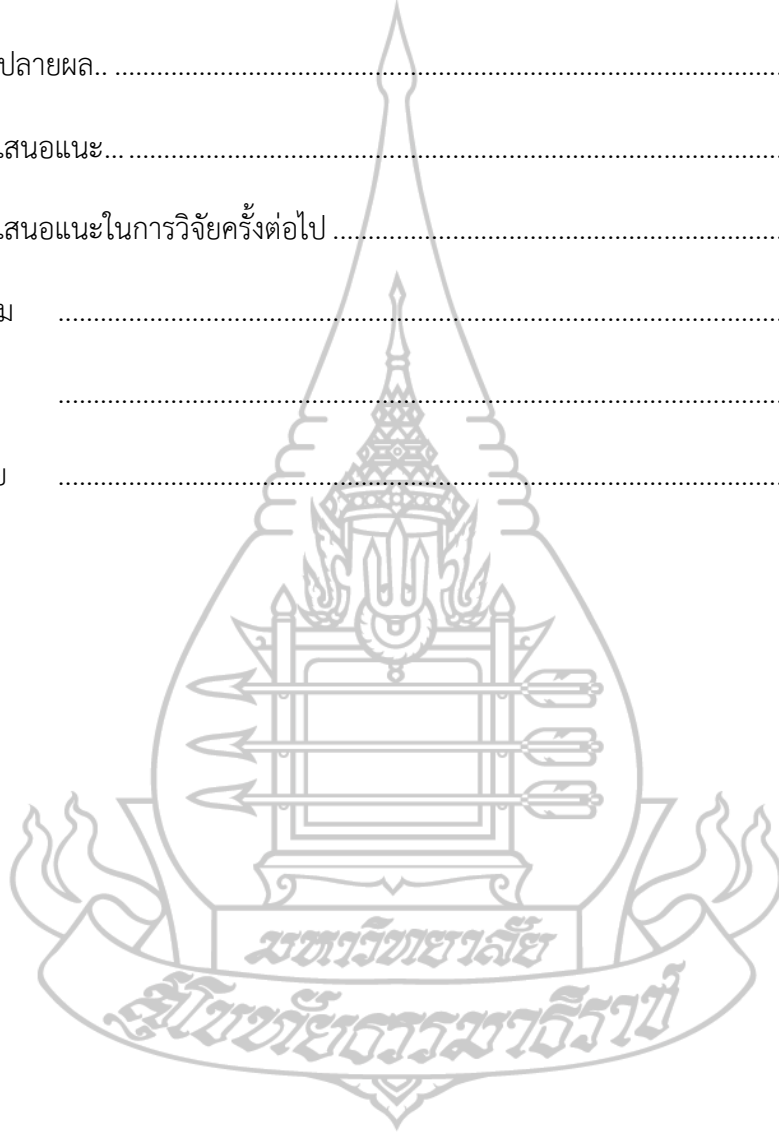 ปลายผล.. ................................................................................................
เสนอแนะ... ................................................................................................
เสนอแนะในการวิจัยครั้งต่อไป ................................................................
ม ................................................................................................
................................................................................................
ป ................................................................................................
มหาวิทยาลัย
สุโขทัยธรรมาธิราช